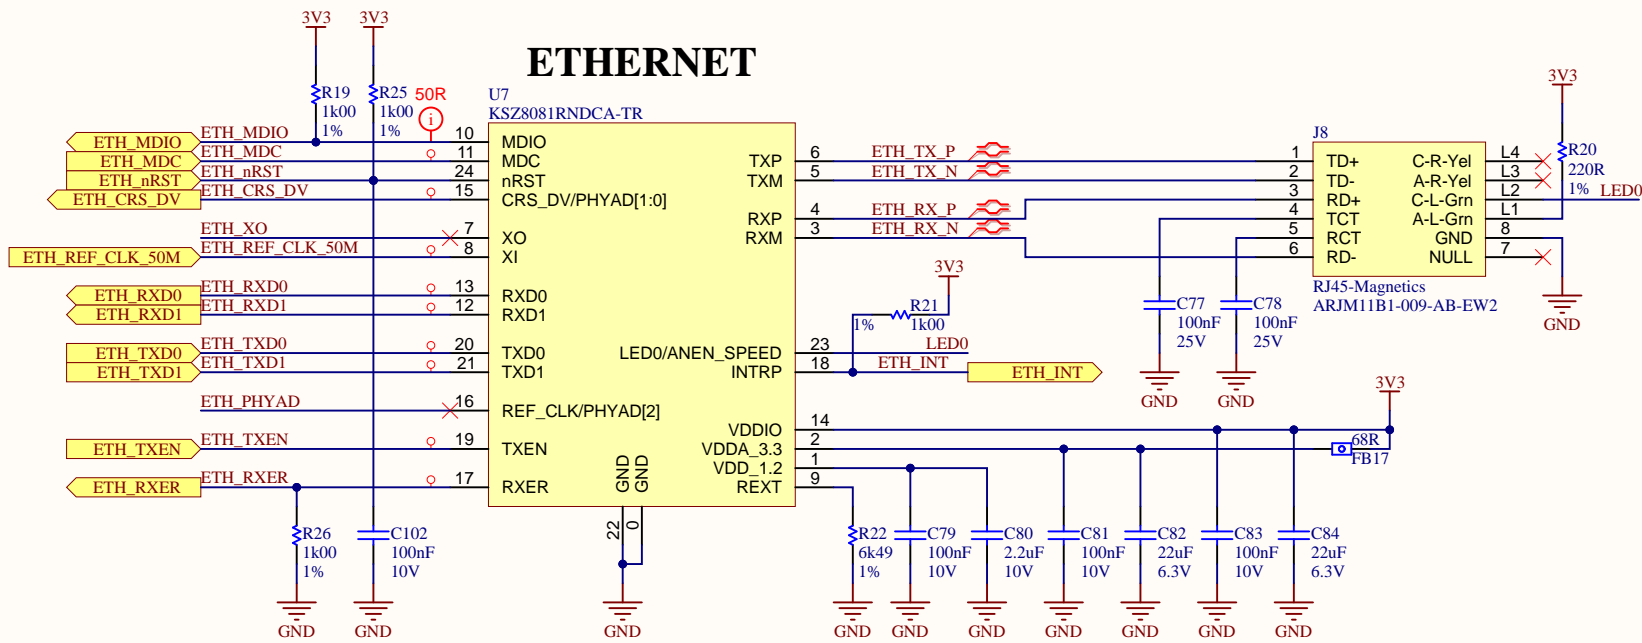 ETHERNET
3V3
3V3
R19
1k00
1%
R25
1k00
1%
50R
i
U7
KSZ8081RNDCA-TR
ETH_MDIO
ETH_MDIO
10
MDIO
ETH_MDC
ETH_MDC
11
MDC
ETH_nRST
ETH_nRST
24
nRST
ETH_CRS_DV
ETH_CRS_DV
15
CRS_DV/PHYAD[1:0]
ETH_XO
7
XO
ETH_REF_CLK_50M
ETH_REF_CLK_50M
8
XI
ETH_RXD0
ETH_RXD0
13
RXD0
ETH_RXD1
ETH_RXD1
12
RXD1
ETH_TXD0
ETH_TXD0
20
TXD0
ETH_TXD1
ETH_TXD1
21
TXD1
ETH_PHYAD
16
REF_CLK/PHYAD[2]
ETH_TXEN
ETH_TXEN
19
TXEN
ETH_RXER
ETH_RXER
17
RXER
GND
GND
22
0
TXP
6
ETH_TX_P
TXM
5
ETH_TX_N
RXP
4
ETH_RX_P
RXM
3
ETH_RX_N
LED0/ANEN_SPEED
23
LED0
INTRP
18
ETH_INT
ETH_INT
VDDIO
14
VDDA_3.3
2
VDD_1.2
1
REXT
9
3V3
R21
1%
1k00
J8
1
TD+
2
TD-
3
RD+
4
TCT
5
RCT
6
RD-
C-R-Yel
L4
A-R-Yel
L3
C-L-Grn
L2
A-L-Grn
L1
GND
8
NULL
7
RJ45-Magnetics
ARJM11B1-009-AB-EW2
3V3
R20
220R
1%
LED0
GND
C77
100nF
25V
GND
C78
100nF
25V
GND
3V3
68R
FB17
R26
1k00
1%
GND
C102
100nF
10V
GND
GND
R22
6k49
1%
GND
C79
100nF
10V
GND
C80
2.2uF
10V
GND
C81
100nF
10V
GND
C82
22uF
6.3V
GND
C83
100nF
10V
GND
C84
22uF
6.3V
GND